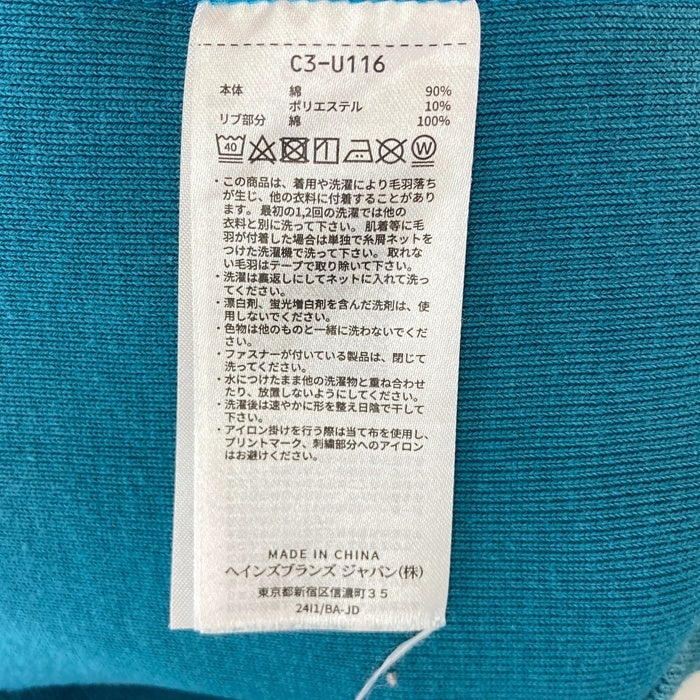 C3-U116
本体 綿 90%
ポリエステル 10%
リブ部分 綿 100%
40 W
・この商品は、着用や洗濯により毛羽落ち
が生じ、他の衣料に付着することがあり
ます。最初の1,2回の洗濯では他の
衣料と別に洗って下さい。肌着等に毛
羽が付着した場合は単独で糸屑ネットを
つけた洗濯機で洗って下さい。取れな
い毛羽はテープで取り除いて下さい。
・洗濯は裏返しにしてネットに入れて洗っ
てください。
・漂白剤、蛍光増白剤を含んだ洗剤は、使
用しないでください。
・色物は他のものと一緒に洗わないでくだ
さい。
・ファスナーが付いている製品は、閉じて
洗ってください。
・水につけたまま他の洗濯物と重ね合わせ
たり、放置しないようにしてください。
・洗濯後は速やかに形を整え日陰で干して
下さい。
・アイロン掛けを行う際は当て布を使用し、
プリントマーク、刺繍部分へのアイロン
はお避けください。
MADE IN CHINA
ヘインズブランズ ジャパン(株)
東京都新宿区信濃町35
24I1/BA-JD